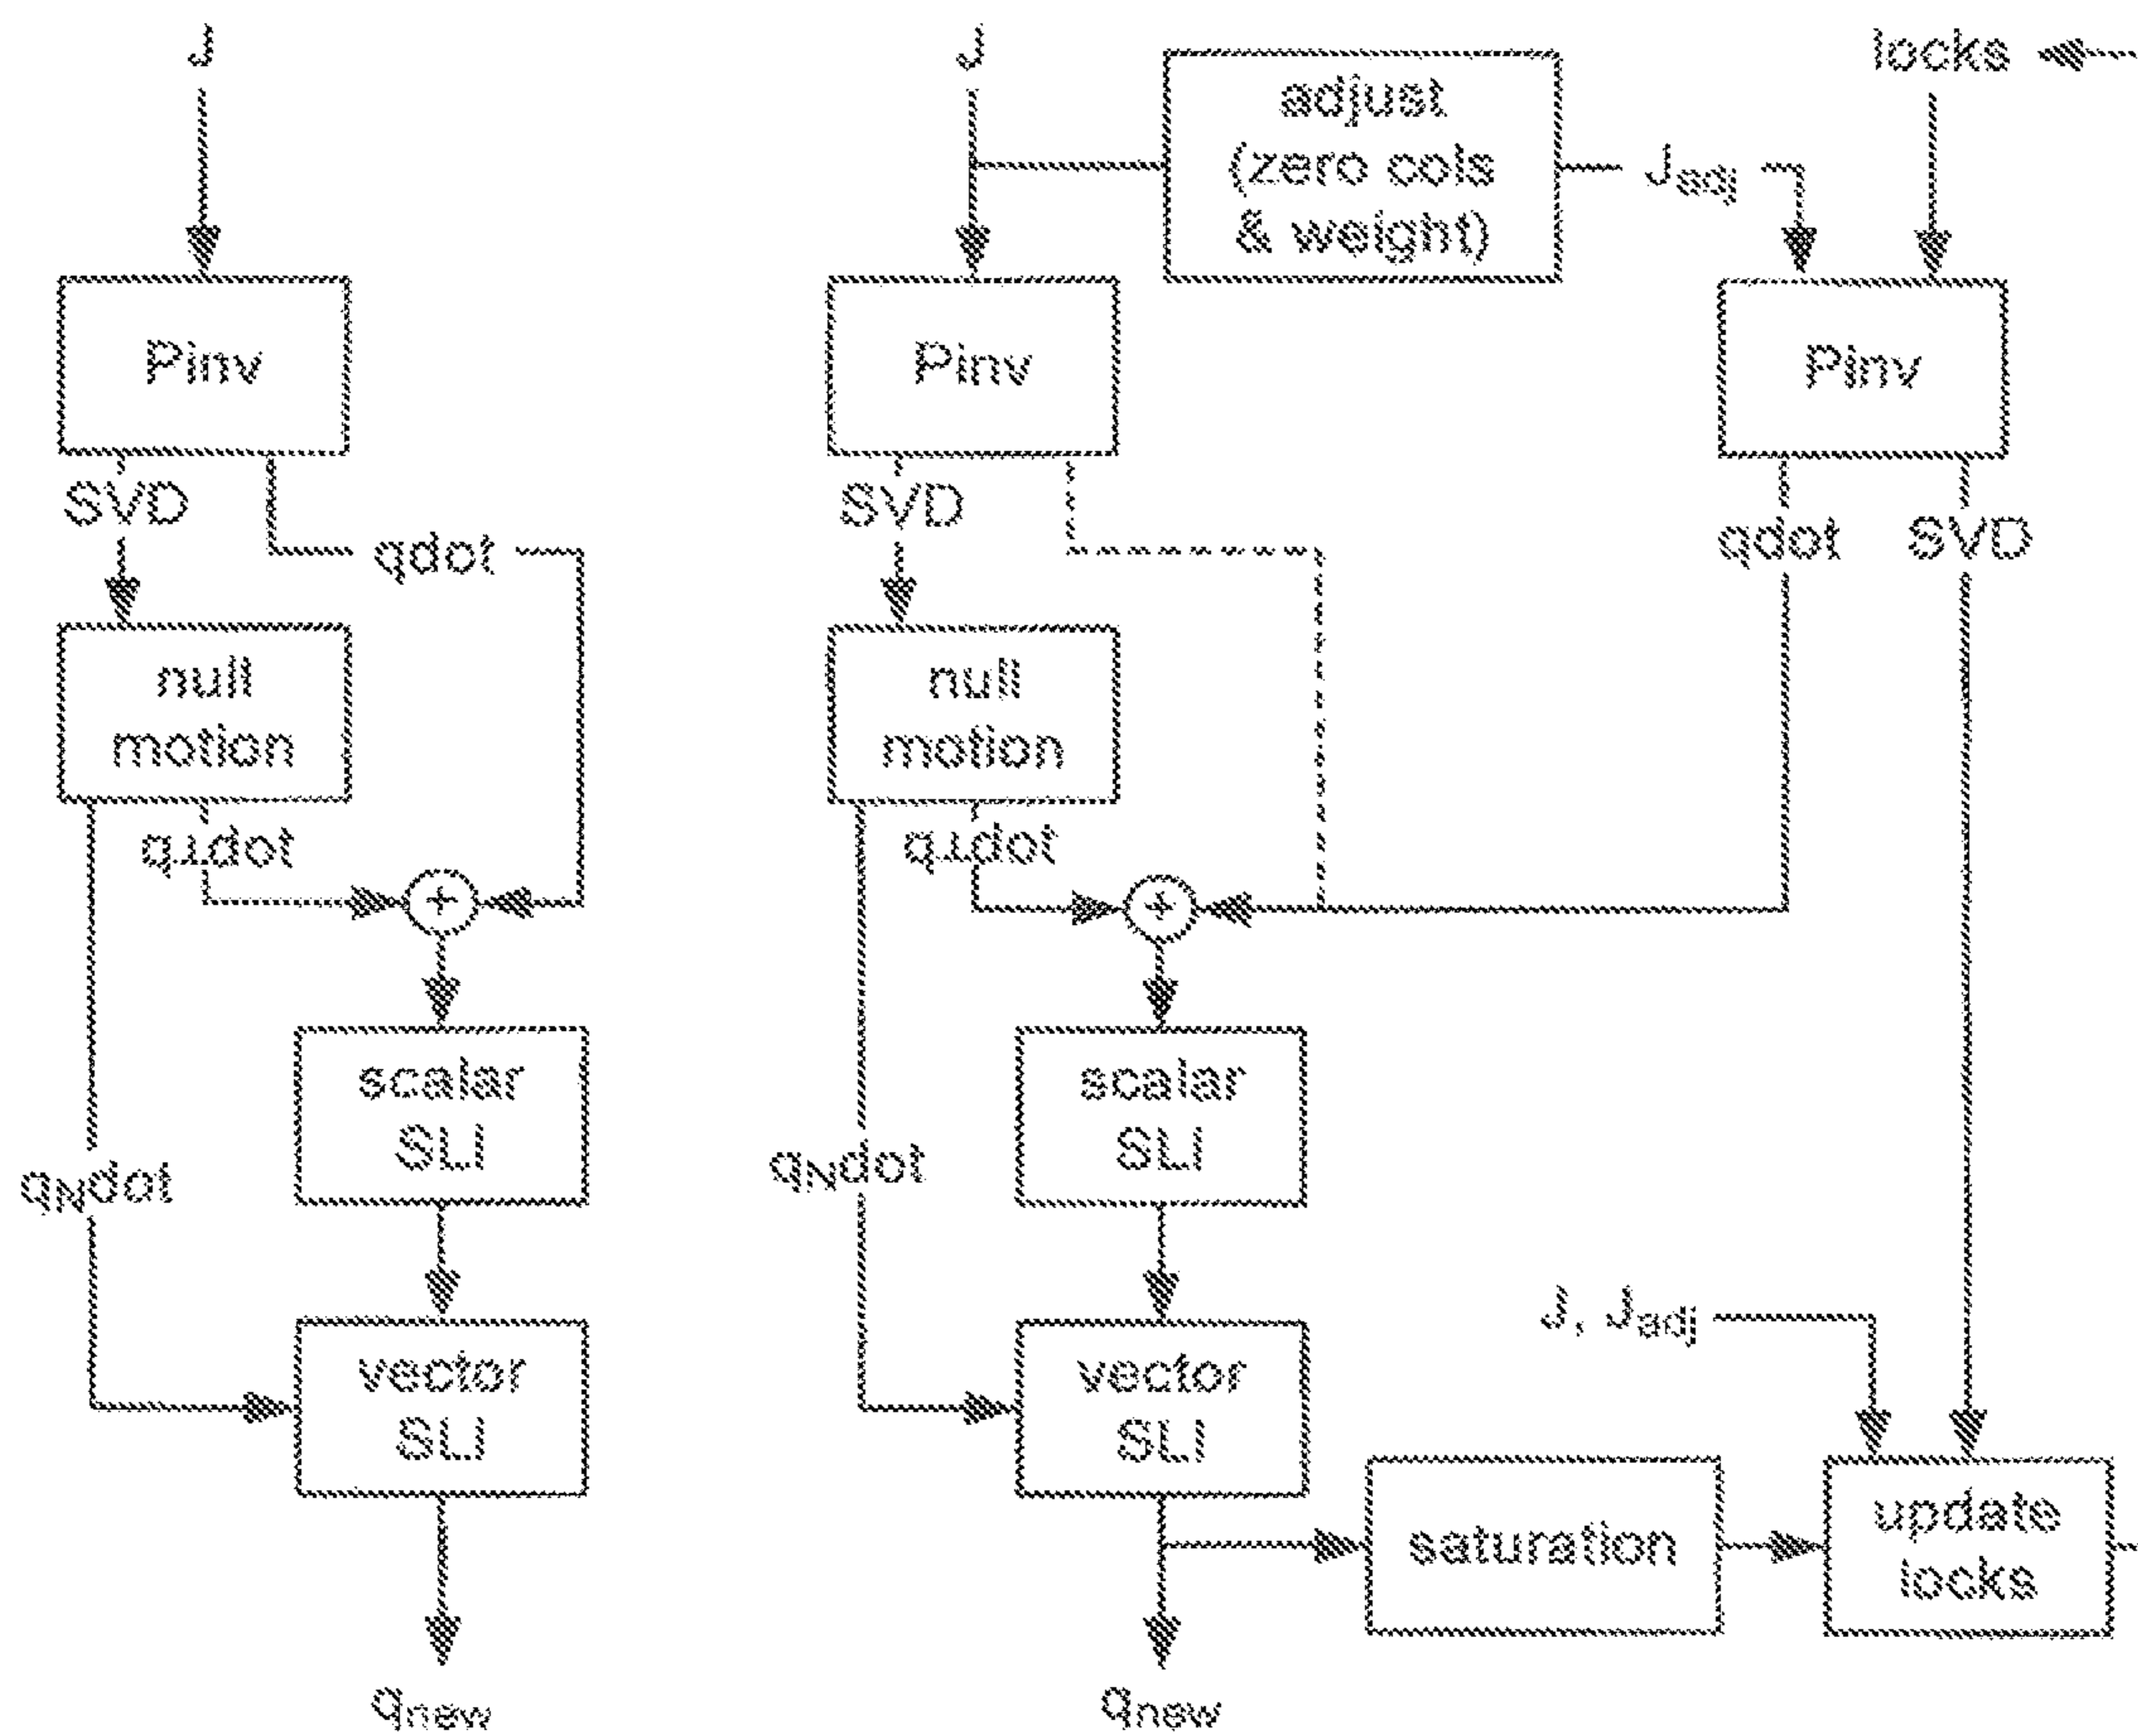 J
Pinv
SVD
qdot
null
motion
q⊥dot
+
scalar
SLI
qNdot
vector
SLI
qnew
J
adjust
(zero cols
& weight)
Jadj
locks
Pinv
Pinv
SVD
qdot
SVD
null
motion
q⊥dot
+
scalar
SLI
qNdot
J, Jadj
vector
SLI
saturation
update
locks
qnew